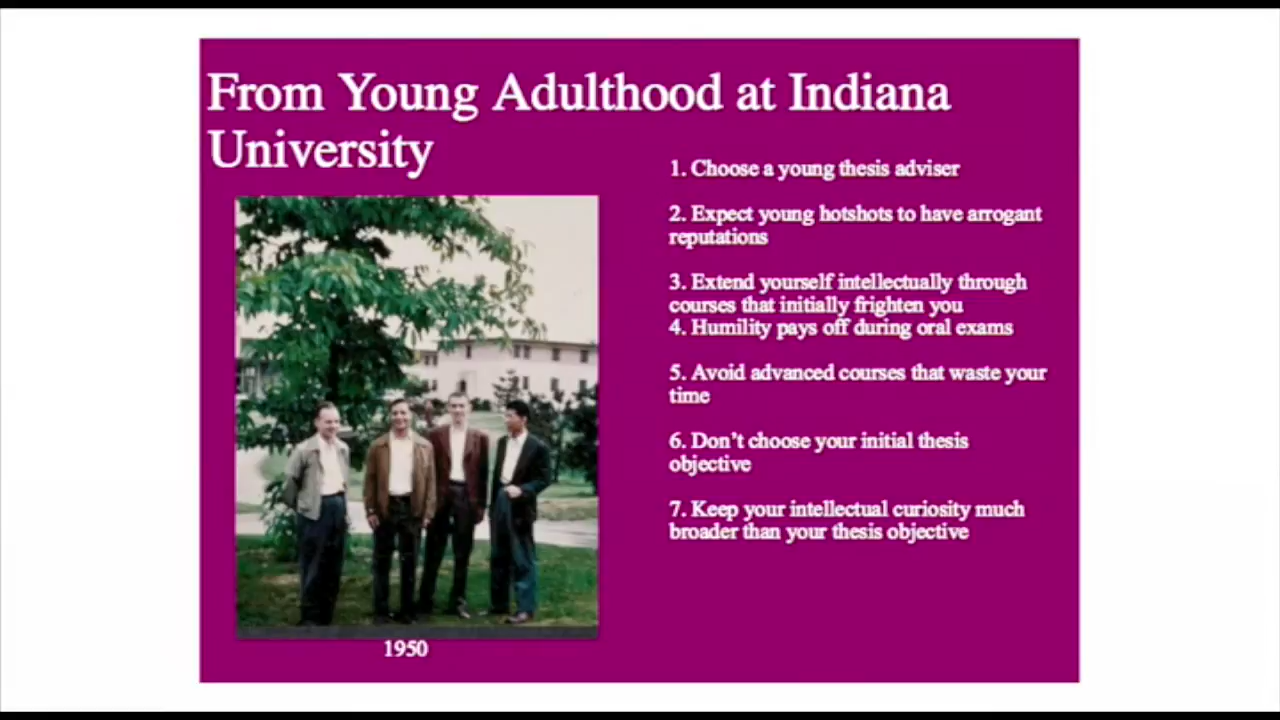 From Young Adulthood at Indiana
University
1. Choose a young thesis adviser
2. Expect young hotshots to have arrogant
reputations
3. Extend yourself intellectually through
courses that initially frighten you
4. Humility pays off during oral exams
5. Avoid advanced courses that waste your
time
6. Don’t choose your initial thesis
objective
7. Keep your intellectual curiosity much
broader than your thesis objective
1950